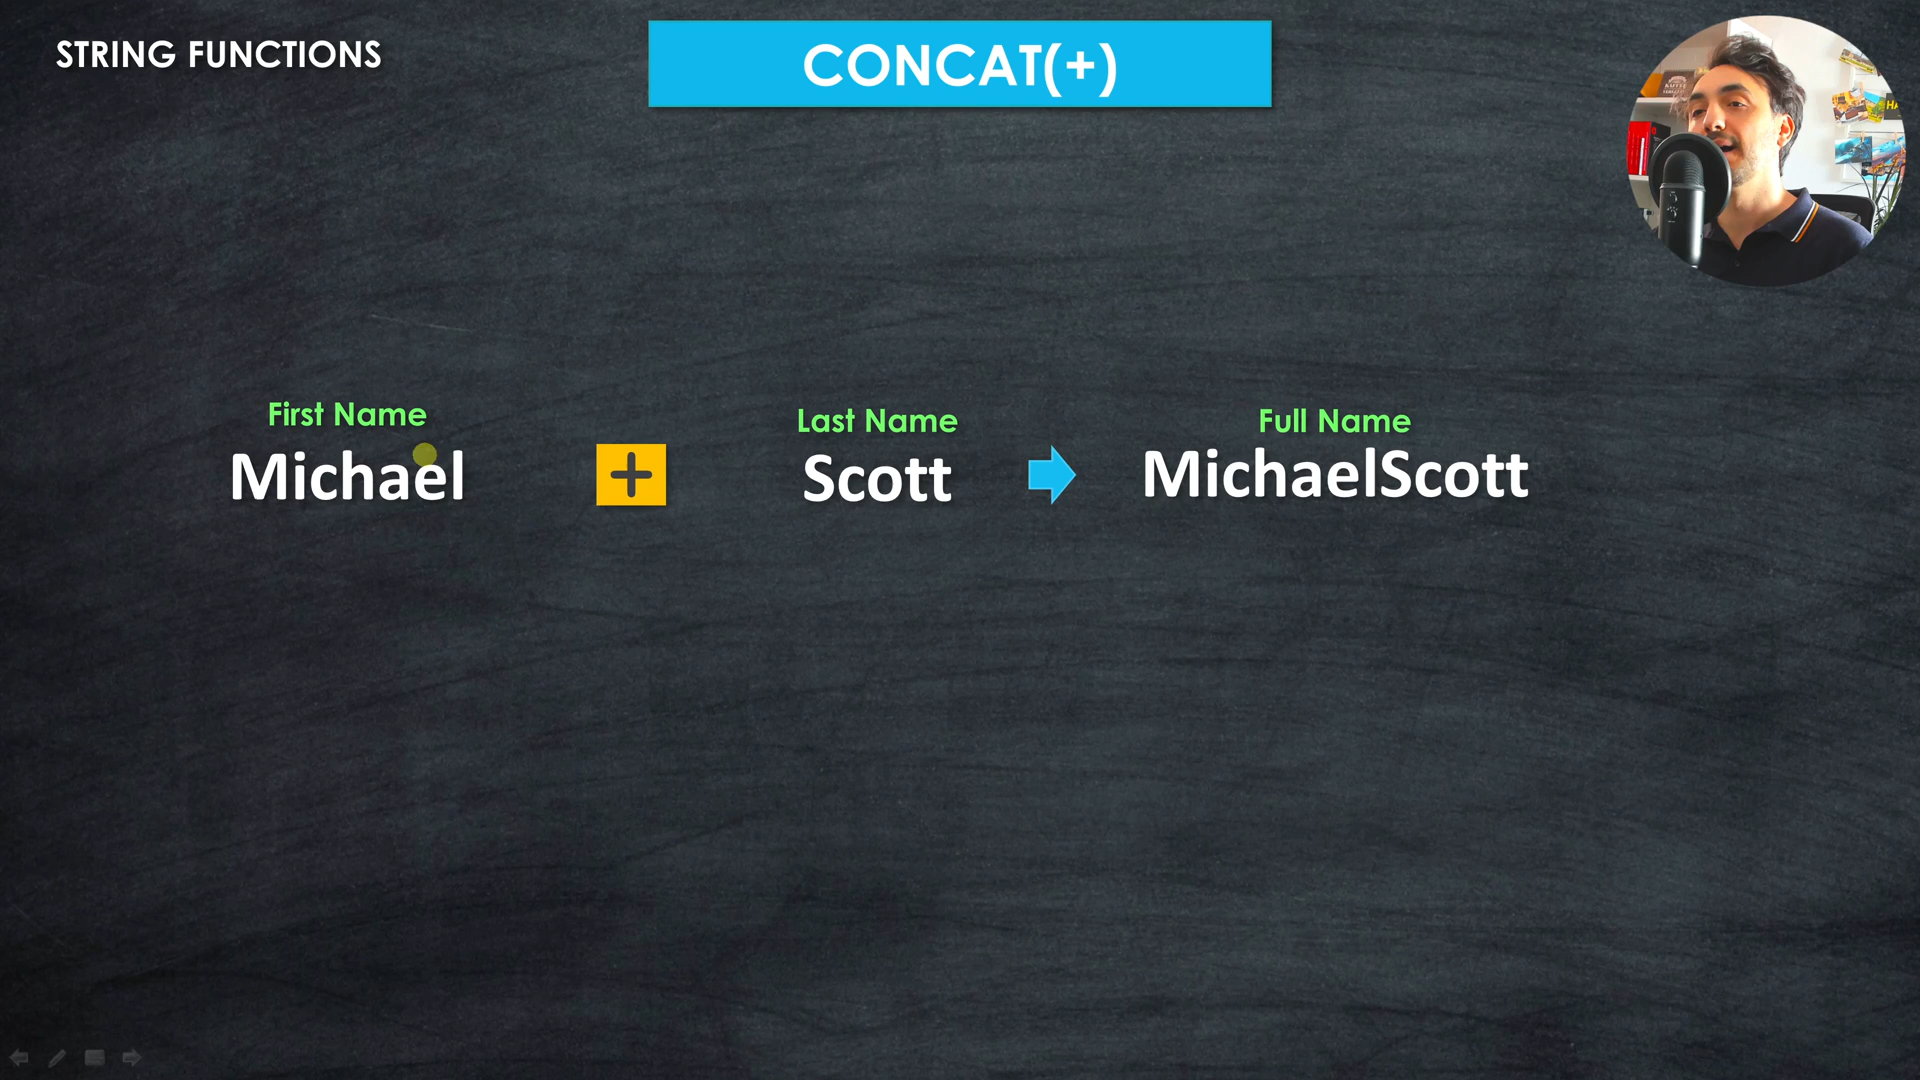 STRING FUNCTIONS
CONCAT(+)
First Name
Last Name
Full Name
Michael
+
Scott
MichaelScott